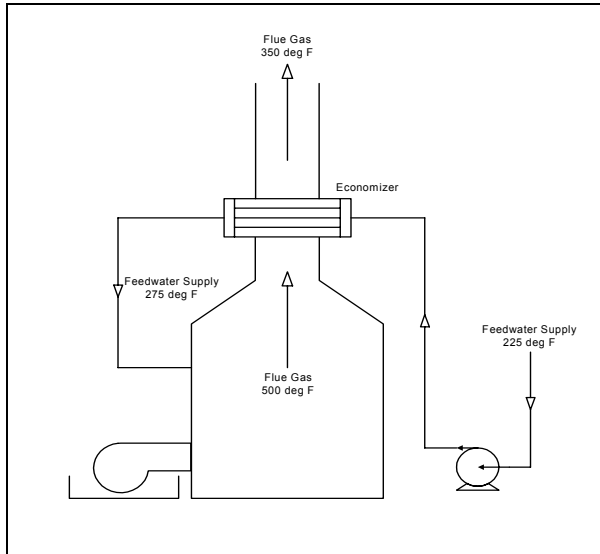 Flue Gas
350 deg F
Economizer
Feedwater Supply
275 deg F
Feedwater Supply
225 deg F
Flue Gas
500 deg F